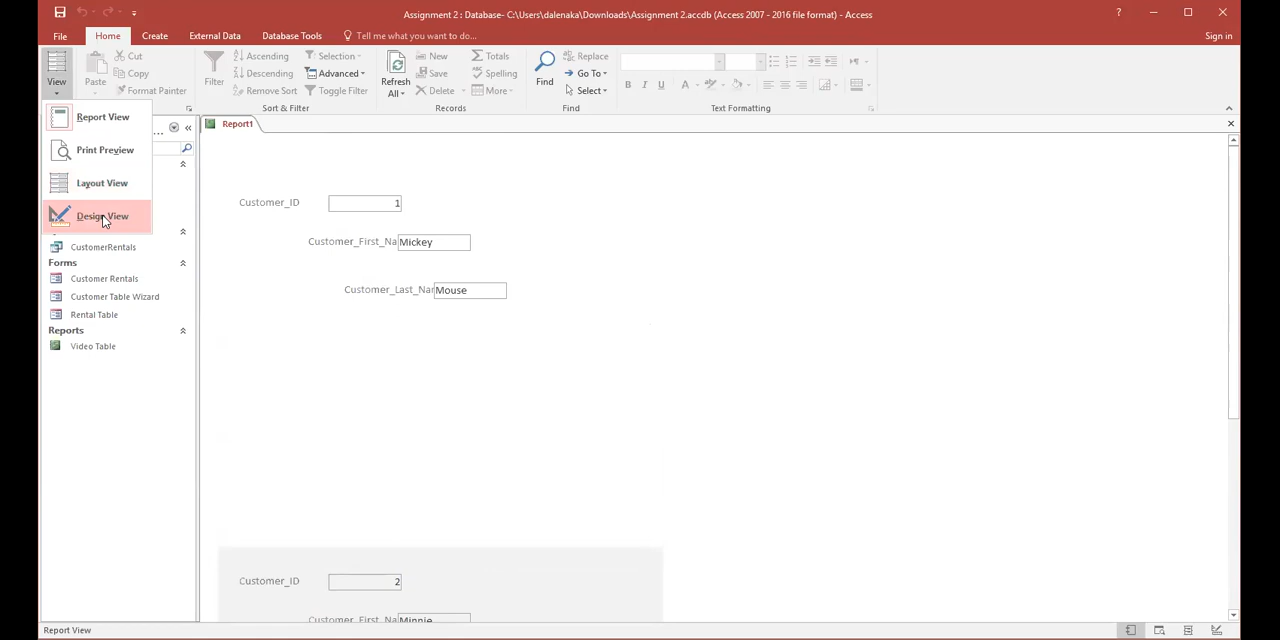 Assignment 2 : Database- C:\Users\dalenaka\Downloads\Assignment 2.accdb (Access 2007 - 2016 file format) - Access
?
File Home Create External Data Database Tools Tell me what you want to do... Sign in
View Paste Cut Copy Format Painter
Filter Ascending Descending Remove Sort Selection Advanced Toggle Filter
Sort & Filter
Refresh All New Save Delete Totals Spelling More
Records
Find Replace Go To Select
Find
B I U A
Text Formatting
Report View
Print Preview
Layout View
Design View
...
CustomerRentals
Forms
Customer Rentals
Customer Table Wizard
Rental Table
Reports
Video Table
Report1
Customer_ID 1
Customer_First_Na Mickey
Customer_Last_Nar Mouse
Customer_ID 2
Customer_First_Na Minnie
Report View